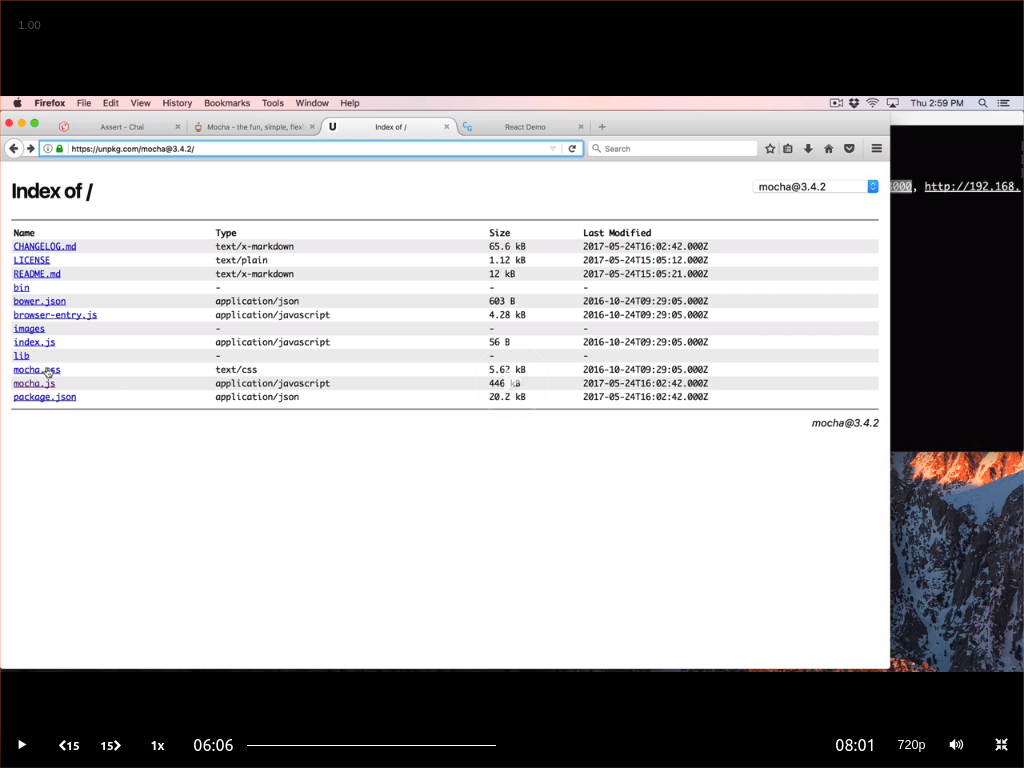 1.00
Firefox File Edit View History Bookmarks Tools Window Help
Thu 2:59 PM
Assert - Chai
Mocha - the fun, simple, flexi
U Index of /
CG React Demo
https://unpkg.com/mocha@3.4.2/
Search
Index of /
mocha@3.4.2
000, http://192.168.
Name Type Size Last Modified
CHANGELOG.md text/x-markdown 65.6 kB 2017-05-24T16:02:42.000Z
LICENSE text/plain 1.12 kB 2017-05-24T15:05:12.000Z
README.md text/x-markdown 12 kB 2017-05-24T15:05:21.000Z
bin - - -
bower.json application/json 603 B 2016-10-24T09:29:05.000Z
browser-entry.js application/javascript 4.28 kB 2016-10-24T09:29:05.000Z
images - - -
index.js application/javascript 56 B 2016-10-24T09:29:05.000Z
lib - - -
mocha.css text/css 5.62 kB 2016-10-24T09:29:05.000Z
mocha.js application/javascript 446 kB 2017-05-24T16:02:42.000Z
package.json application/json 20.2 kB 2017-05-24T16:02:42.000Z
mocha@3.4.2
15 15 1x 06:06 08:01 720p